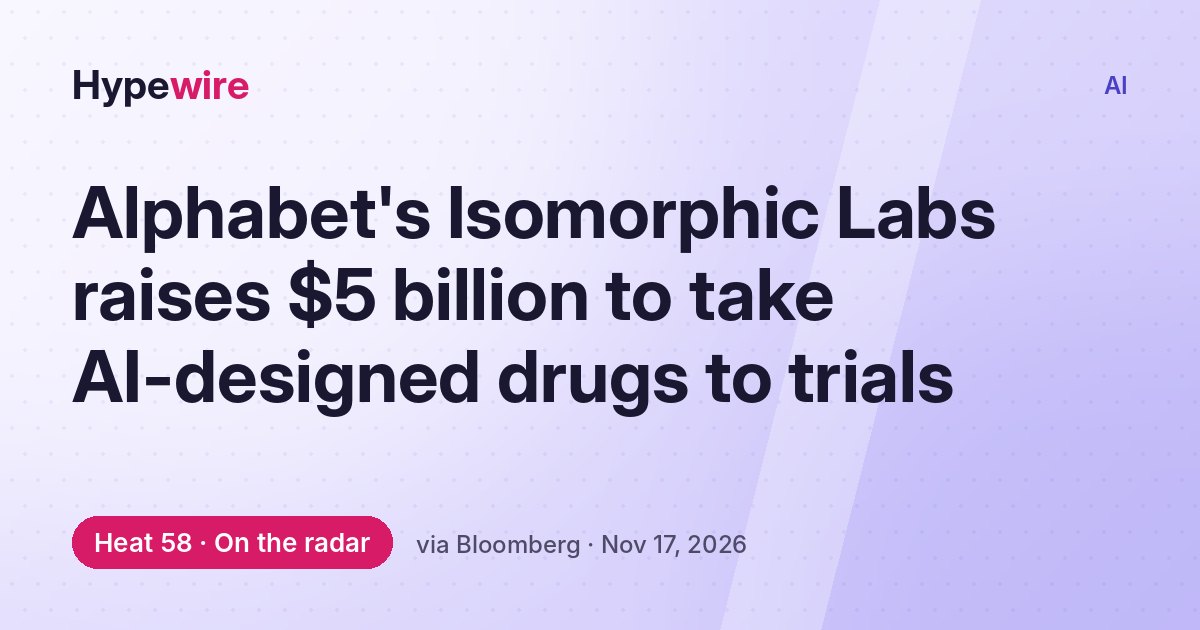 Hypewire
AI
Alphabet's Isomorphic Labs
raises $5 billion to take
AI-designed drugs to trials
Heat 58 · On the radar
via Bloomberg · Nov 17, 2026